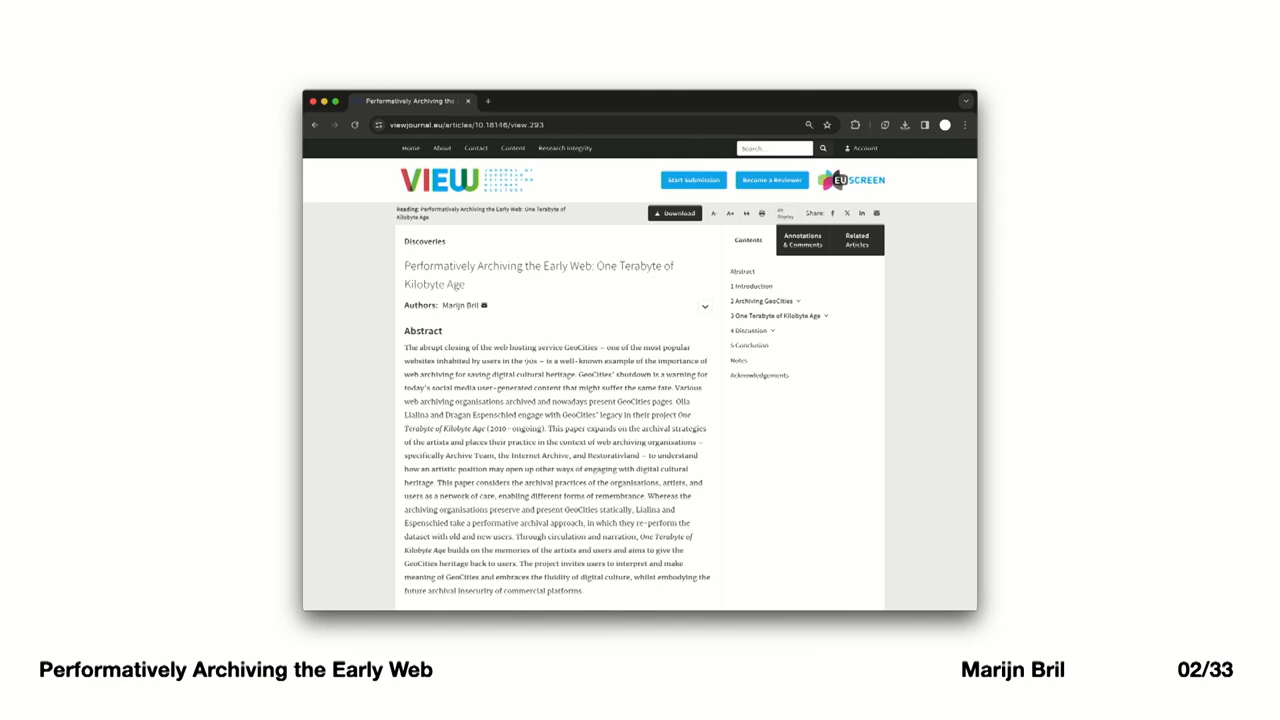 Performatively Archiving the
viewjournal.eu/articles/10.18146/view.293
Home About Contact Content Research Integrity
Search...
Account
VIEW
Start Submission
Become a Reviewer
EUSCREEN
Reading: Performatively Archiving the Early Web: One Terabyte of
Kilobyte Age
Download
A- A+
Share:
Discoveries
Performatively Archiving the Early Web: One Terabyte of
Kilobyte Age
Authors: Marijn Bril
Abstract
The abrupt closing of the web hosting service GeoCities – one of the most popular
websites inhabited by users in the 90s – is a well-known example of the importance of
web archiving for saving digital cultural heritage. GeoCities' shutdown is a warning for
today's social media user-generated content that might suffer the same fate. Various
web archiving organisations archived and nowadays present GeoCities pages. Olia
Lialina and Dragan Espenschied engage with GeoCities' legacy in their project One
Terabyte of Kilobyte Age (2010–ongoing). This paper expands on the archival strategies
of the artists and places their practice in the context of web archiving organisations –
specifically Archive Team, the Internet Archive, and Restorativland – to understand
how an artistic position may open up other ways of engaging with digital cultural
heritage. This paper considers the archival practices of the organisations, artists, and
users as a network of care, enabling different forms of remembrance. Whereas the
archiving organisations preserve and present GeoCities statically, Lialina and
Espenschied take a performative archival approach, in which they re-perform the
dataset with old and new users. Through circulation and narration, One Terabyte of
Kilobyte Age builds on the memories of the artists and users and aims to give the
GeoCities heritage back to users. The project invites users to interpret and make
meaning of GeoCities and embraces the fluidity of digital culture, whilst embodying the
future archival insecurity of commercial platforms.
Contents
Annotations
& Comments
Related
Articles
Abstract
1 Introduction
2 Archiving GeoCities
3 One Terabyte of Kilobyte Age
4 Discussion
5 Conclusion
Notes
Acknowledgements
Performatively Archiving the Early Web
Marijn Bril
02/33